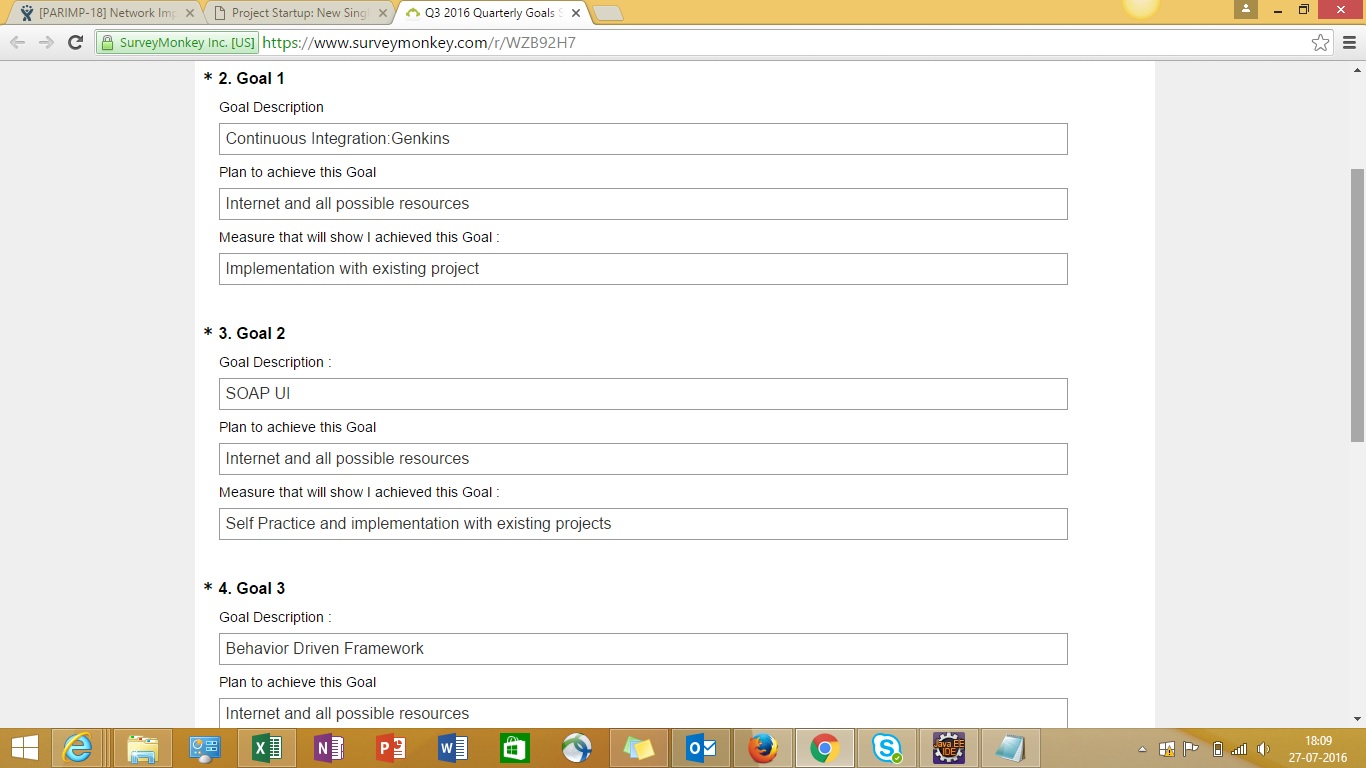 [PARIMP-18] Network Imp
Project Startup: New Singl
Q3 2016 Quarterly Goals S
SurveyMonkey Inc. [US]
https://www.surveymonkey.com/r/WZB92H7
* 2. Goal 1
Goal Description
Continuous Integration:Genkins
Plan to achieve this Goal
Internet and all possible resources
Measure that will show I achieved this Goal :
Implementation with existing project
* 3. Goal 2
Goal Description :
SOAP UI
Plan to achieve this Goal
Internet and all possible resources
Measure that will show I achieved this Goal :
Self Practice and implementation with existing projects
* 4. Goal 3
Goal Description :
Behavior Driven Framework
Plan to achieve this Goal
Internet and all possible resources
Java EE
IDE
18:09
27-07-2016